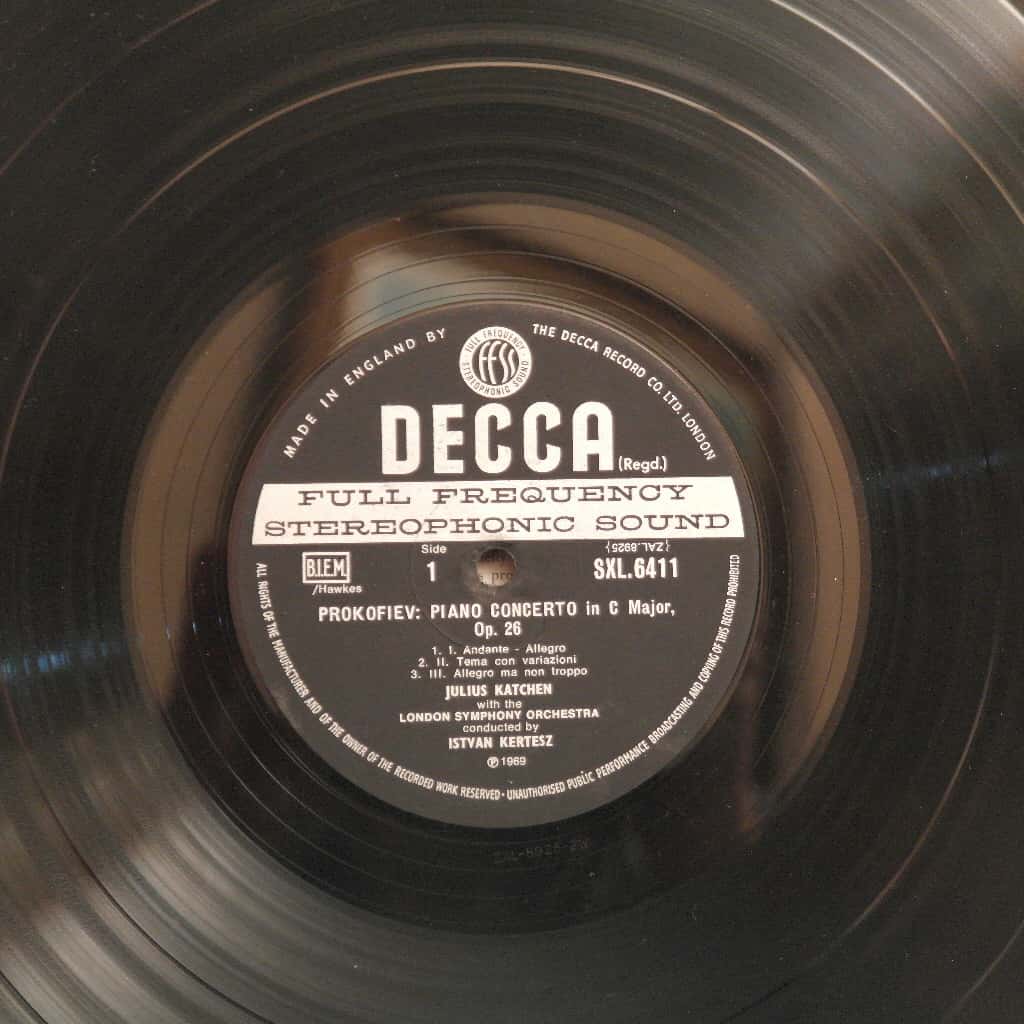 MADE IN ENGLAND BY
THE DECCA RECORD CO. LTD. LONDON
FULL FREQUENCY
ffss
STEREOPHONIC SOUND
DECCA (Regd.)
FULL FREQUENCY
STEREOPHONIC SOUND
B.I.E.M.
/Hawkes
Side
1
{ZAL.6925}
SXL.6411
PROKOFIEV: PIANO CONCERTO in C Major,
Op. 26
1. I. Andante - Allegro
2. II. Tema con variazioni
3. III. Allegro ma non troppo
JULIUS KATCHEN
with the
LONDON SYMPHONY ORCHESTRA
conducted by
ISTVAN KERTESZ
℗ 1969
ALL RIGHTS OF THE MANUFACTURER AND OF THE OWNER OF THE RECORDED WORK RESERVED · UNAUTHORISED PUBLIC PERFORMANCE BROADCASTING AND COPYING OF THIS RECORD PROHIBITED